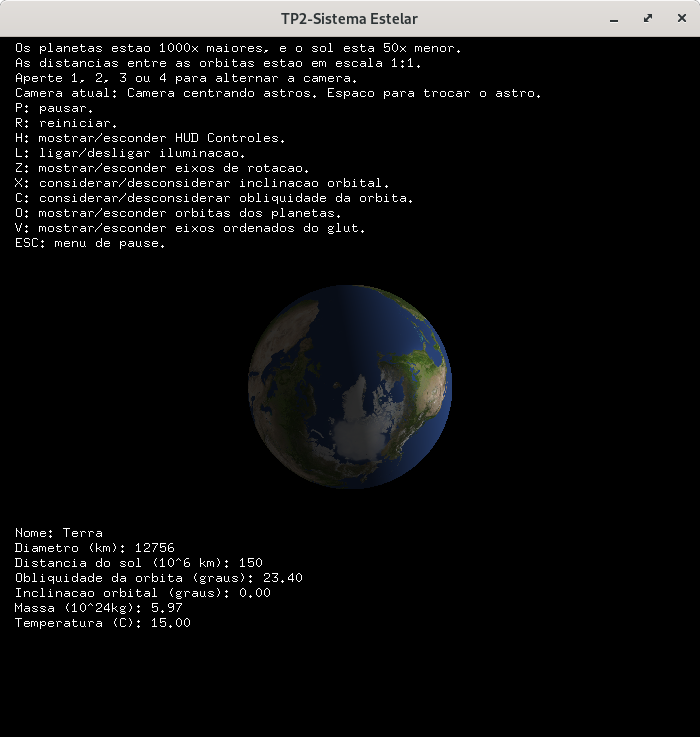 TP2-Sistema Estelar
Os planetas estao 1000x maiores, e o sol esta 50x menor.
As distancias entre as orbitas estao em escala 1:1.
Aperte 1, 2, 3 ou 4 para alternar a camera.
Camera atual: Camera centrando astros. Espaco para trocar o astro.
P: pausar.
R: reiniciar.
H: mostrar/esconder HUD Controles.
L: ligar/desligar iluminacao.
Z: mostrar/esconder eixos de rotacao.
X: considerar/desconsiderar inclinacao orbital.
C: considerar/desconsiderar obliquidade da orbita.
O: mostrar/esconder orbitas dos planetas.
V: mostrar/esconder eixos ordenados do glut.
ESC: menu de pause.
Nome: Terra
Diametro (km): 12756
Distancia do sol (10^6 km): 150
Obliquidade da orbita (graus): 23.40
Inclinacao orbital (graus): 0.00
Massa (10^24kg): 5.97
Temperatura (C): 15.00